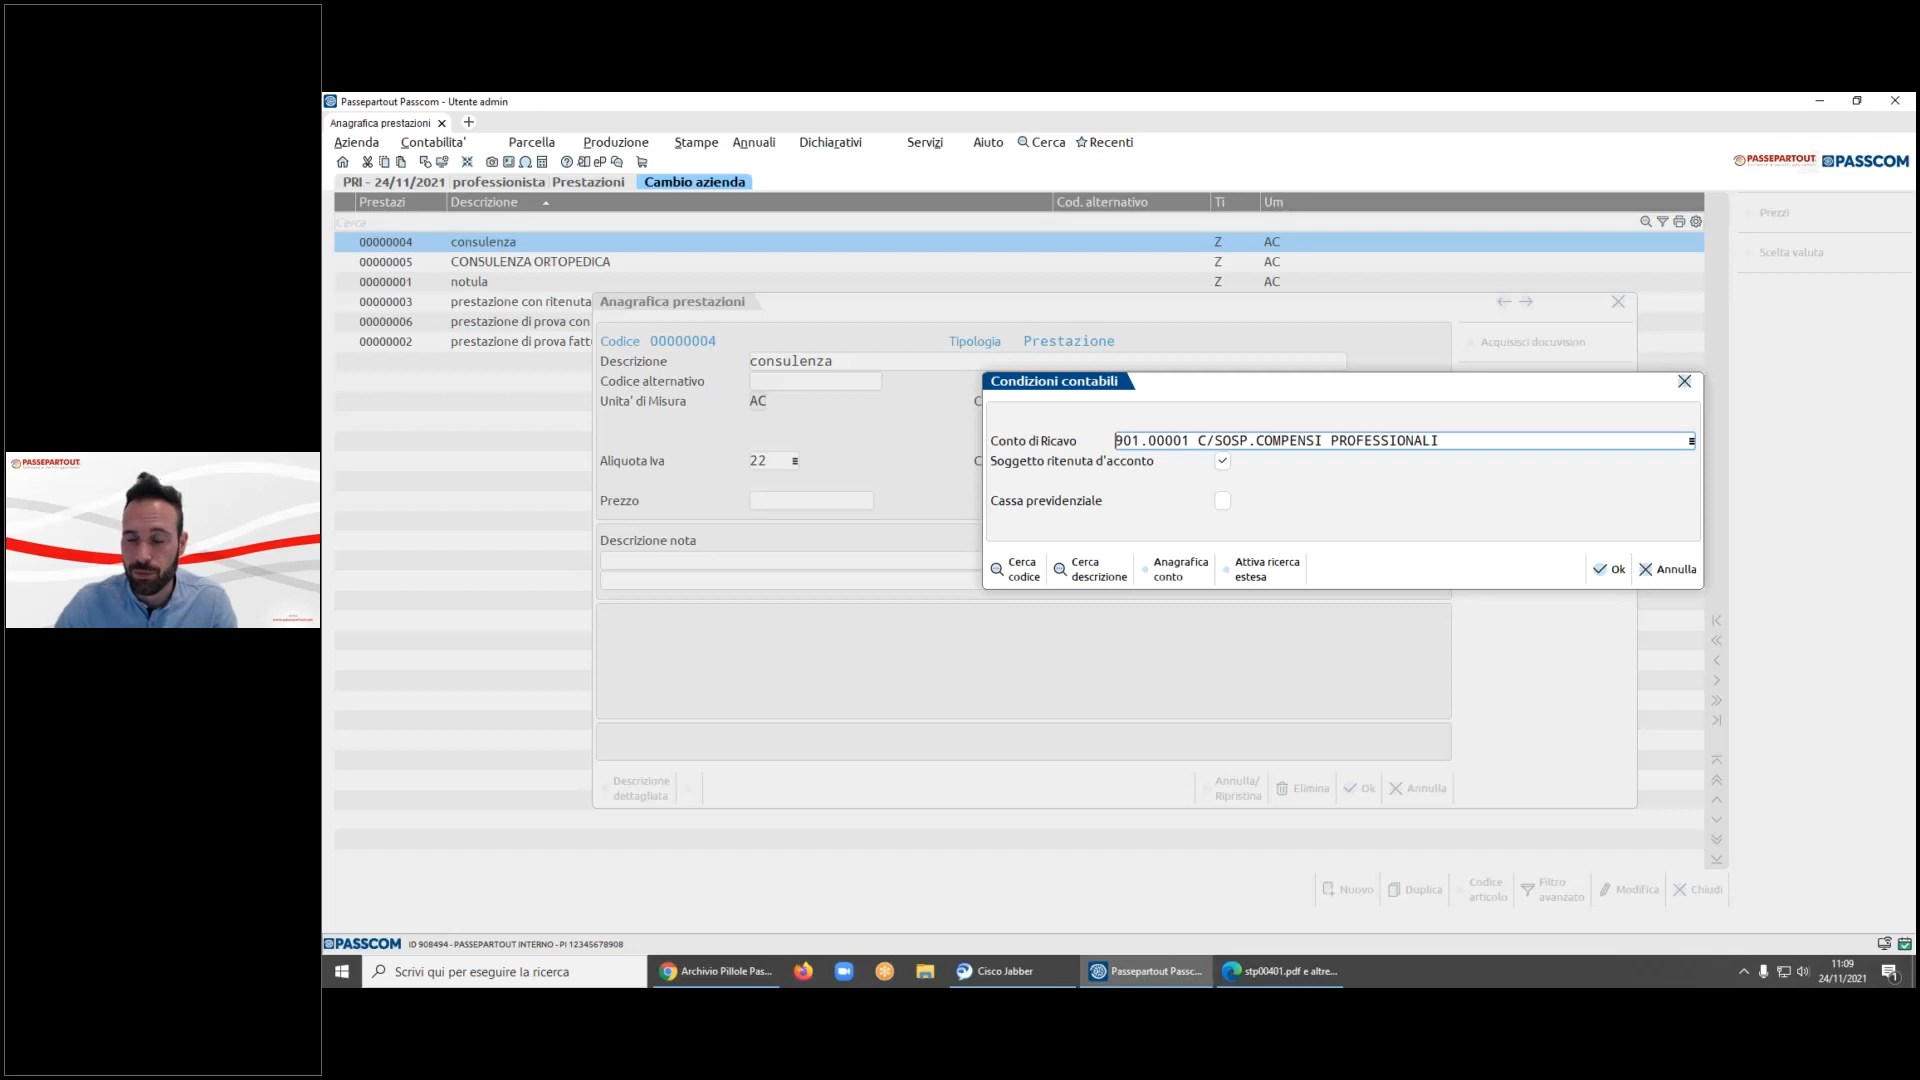 Passepartout Passcom - Utente admin
Anagrafica prestazioni
Azienda Contabilita' Parcella Produzione Stampe Annuali Dichiarativi Servizi Aiuto Cerca Recenti
PASSEPARTOUT PASSCOM
PRI - 24/11/2021 professionista Prestazioni Cambio azienda
Prestazi Descrizione Cod. alternativo Ti Um
Cerca
Prezzi
Scelta valuta
00000004 consulenza Z AC
00000005 CONSULENZA ORTOPEDICA Z AC
00000001 notula Z AC
00000003 prestazione con ritenuta
00000006 prestazione di prova con
00000002 prestazione di prova fatt
Anagrafica prestazioni
Codice 00000004 Tipologia Prestazione
Acquisisci docuvision
Descrizione consulenza
Codice alternativo
Unita' di Misura AC C
Aliquota Iva 22 C
Prezzo
Descrizione nota
Condizioni contabili
Conto di Ricavo 901.00001 C/SOSP.COMPENSI PROFESSIONALI
Soggetto ritenuta d'acconto
Cassa previdenziale
Cerca codice
Cerca descrizione
Anagrafica conto
Attiva ricerca estesa
Ok Annulla
PASSEPARTOUT
Descrizione dettagliata
Annulla/ Ripristina
Elimina Ok Annulla
Nuovo Duplica
Codice articolo
Filtro avanzato
Modifica Chiudi
PASSCOM ID 908494 - PASSEPARTOUT INTERNO - PI 12345678908
Scrivi qui per eseguire la ricerca
Archivio Pillole Pas...
Cisco Jabber
Passepartout Passc...
stp00401.pdf e altre...
11:09
24/11/2021
1